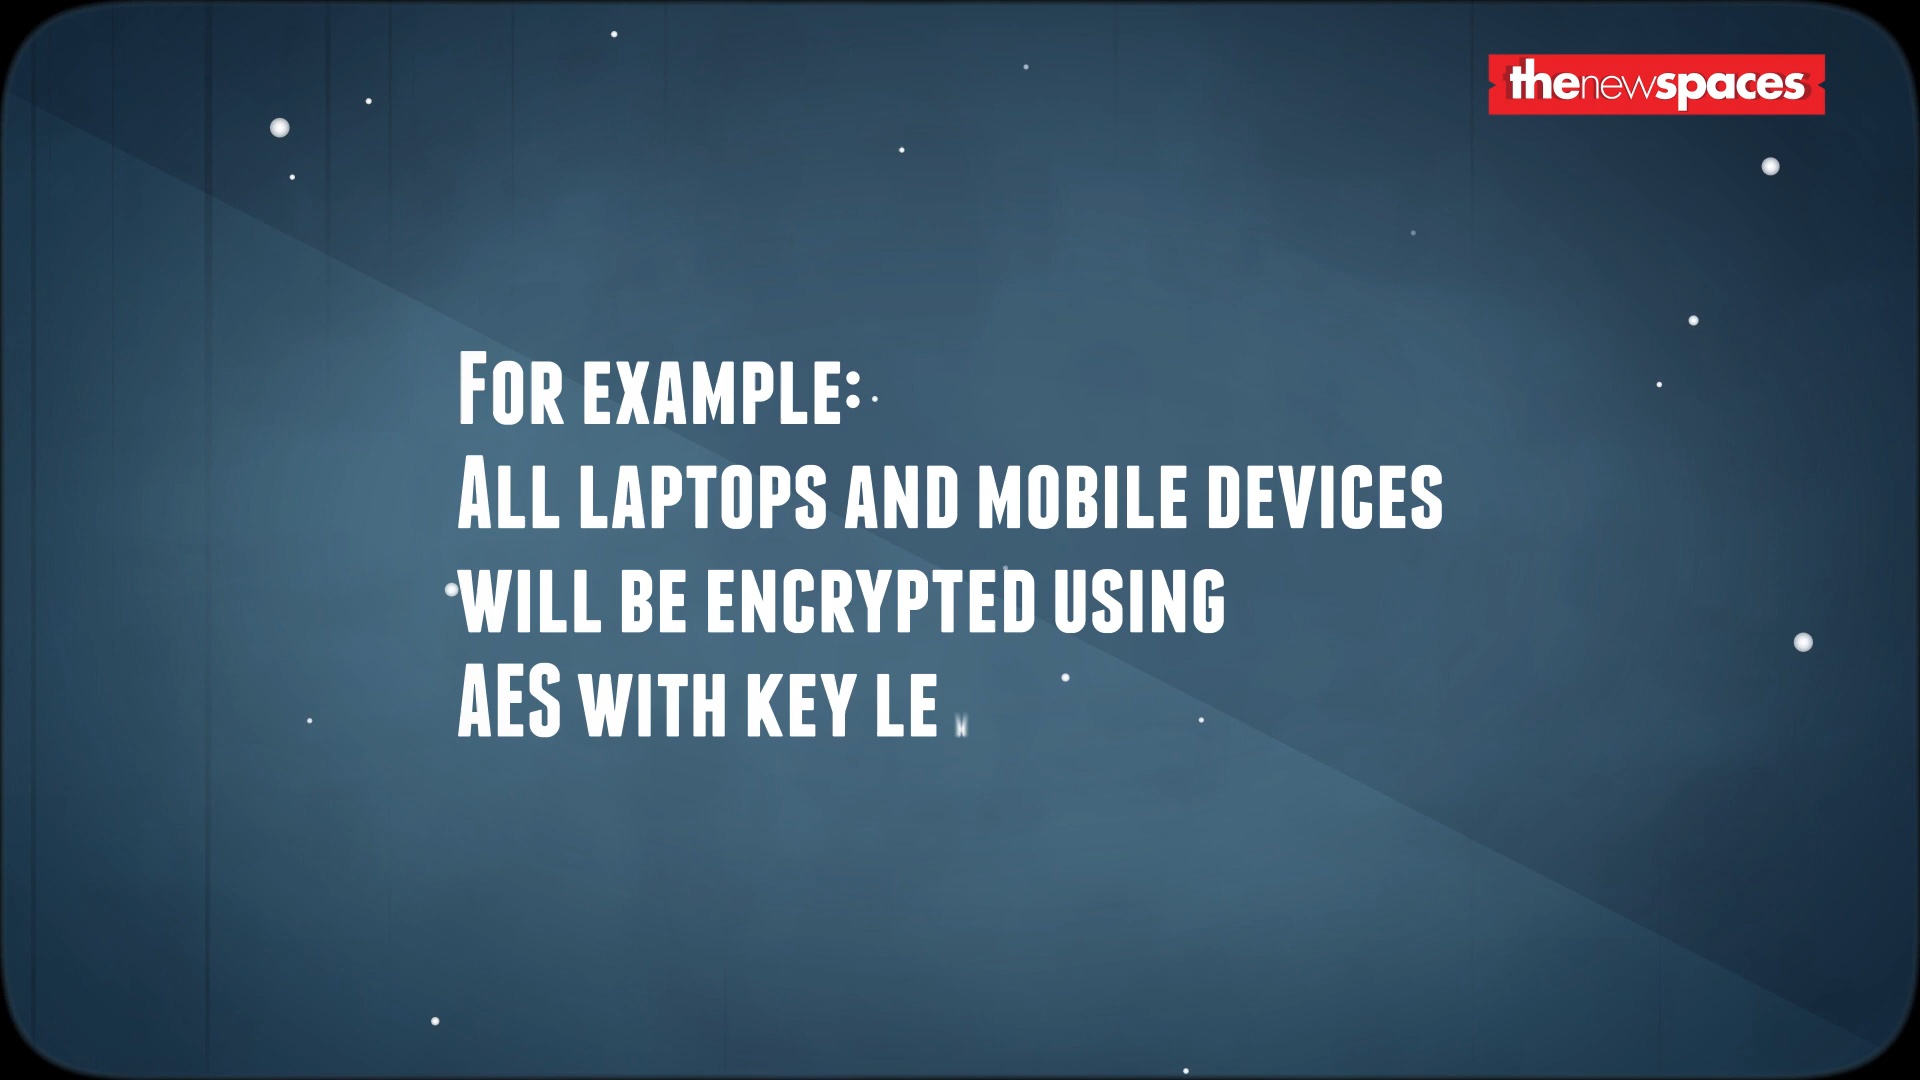 thenewspaces
For example:
All laptops and mobile devices
will be encrypted using
AES with key le